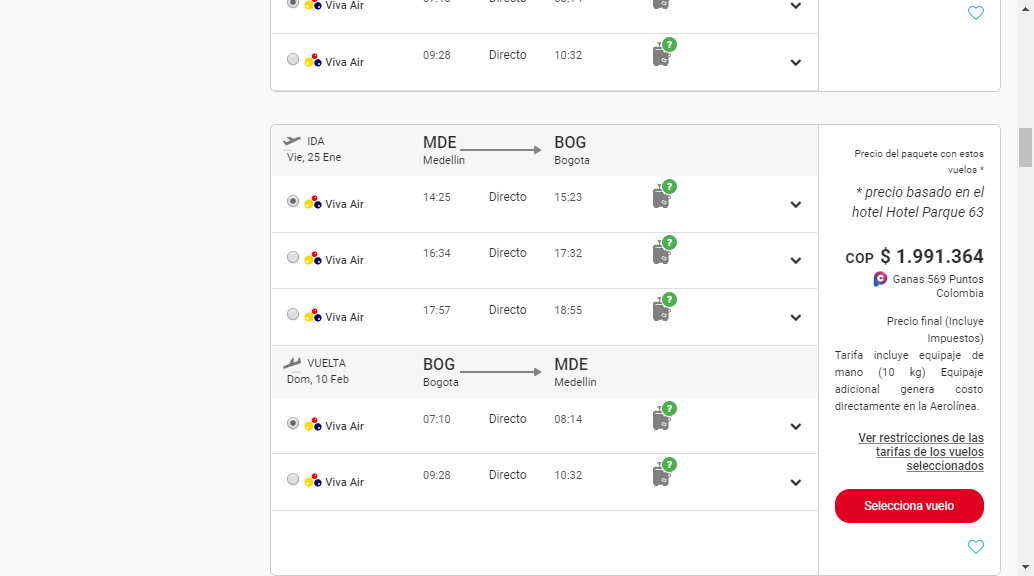 Viva Air
09:28 Directo 10:32 ?
Viva Air
IDA
Vie, 25 Ene
MDE BOG
Medellin Bogota
14:25 Directo 15:23 ?
Viva Air
16:34 Directo 17:32 ?
Viva Air
17:57 Directo 18:55 ?
Viva Air
VUELTA
Dom, 10 Feb
BOG MDE
Bogota Medellin
07:10 Directo 08:14 ?
Viva Air
09:28 Directo 10:32 ?
Viva Air
Precio del paquete con estos
vuelos *
* precio basado en el
hotel Hotel Parque 63
COP $ 1.991.364
Ganas 569 Puntos
Colombia
Precio final (Incluye
Impuestos)
Tarifa incluye equipaje de
mano (10 kg) Equipaje
adicional genera costo
directamente en la Aerolínea.
Ver restricciones de las
tarifas de los vuelos
seleccionados
Selecciona vuelo